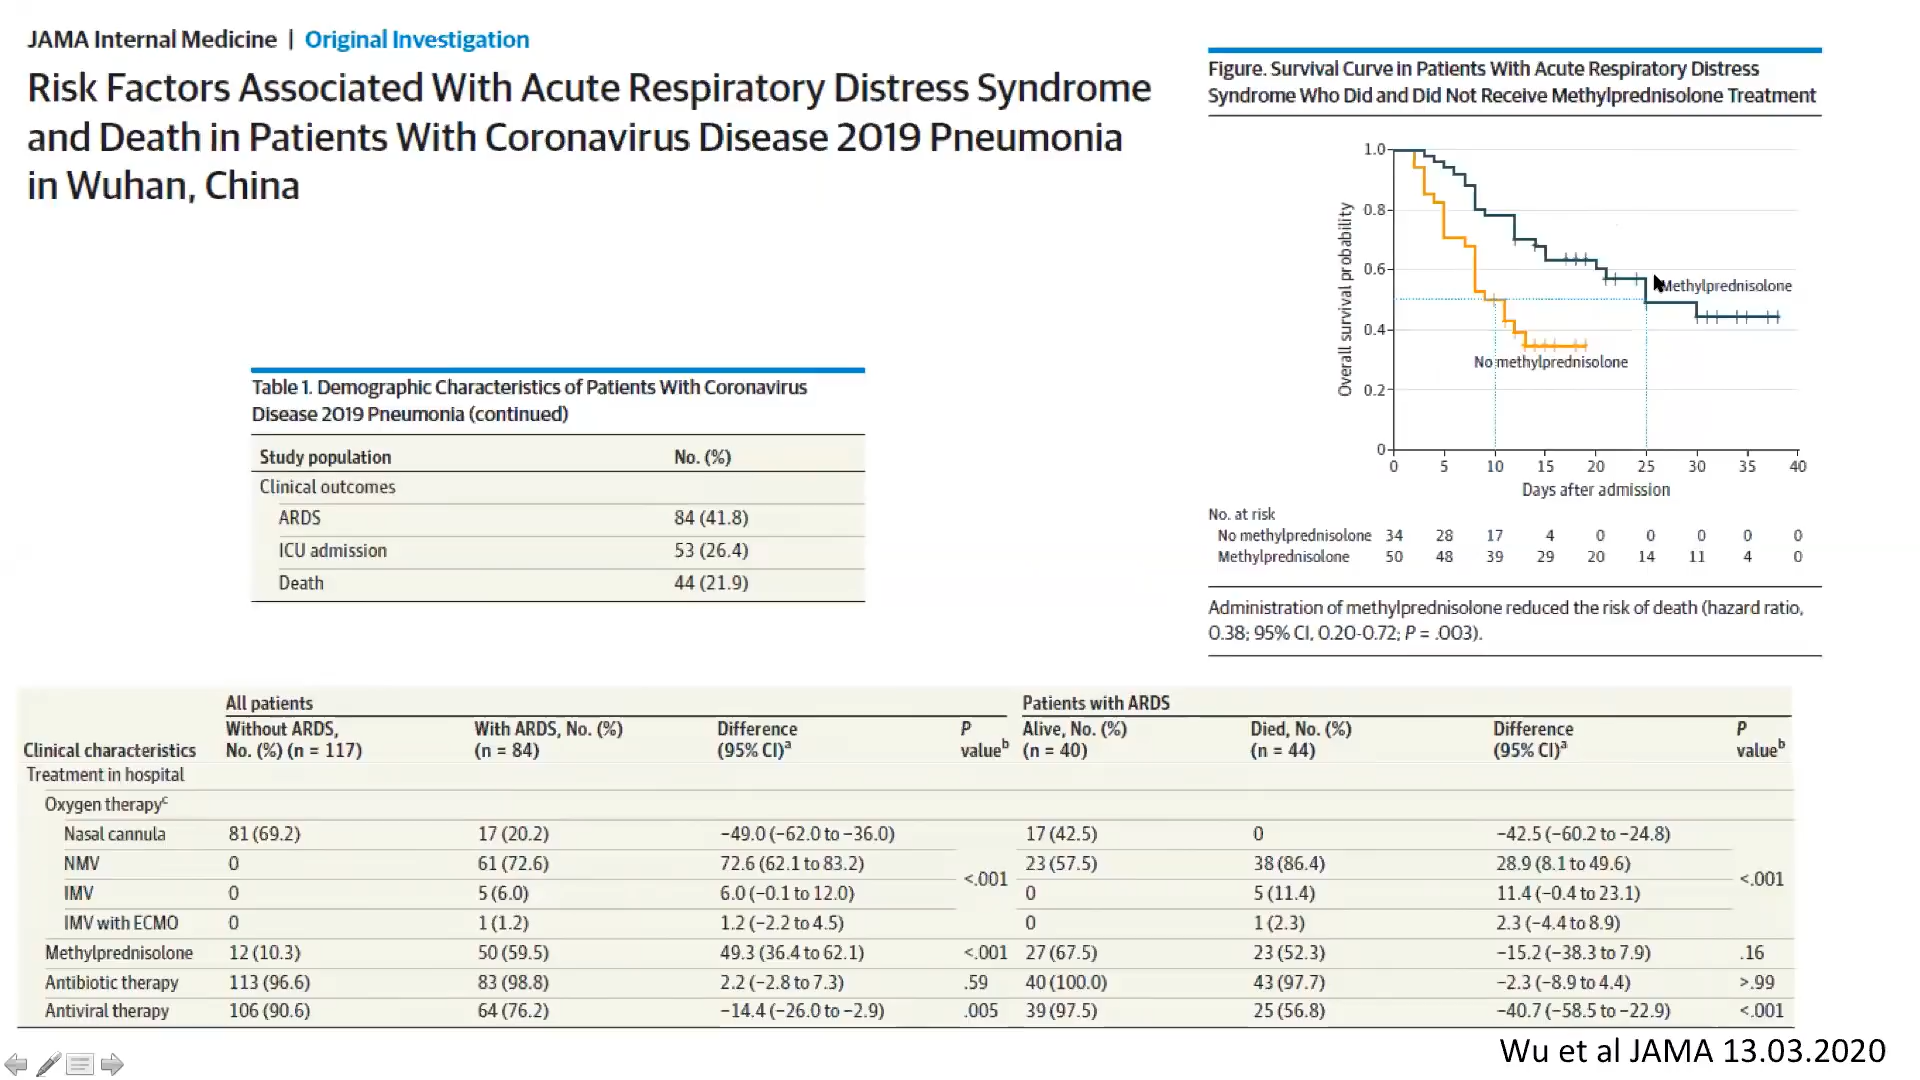 JAMA Internal Medicine | Original Investigation
Risk Factors Associated With Acute Respiratory Distress Syndrome
and Death in Patients With Coronavirus Disease 2019 Pneumonia
in Wuhan, China
Figure. Survival Curve in Patients With Acute Respiratory Distress
Syndrome Who Did and Did Not Receive Methylprednisolone Treatment
Overall survival probability
1.0
0.8
0.6
0.4
0.2
0
Methylprednisolone
No methylprednisolone
0 5 10 15 20 25 30 35 40
Days after admission
No. at risk
No methylprednisolone 34 28 17 4 0 0 0 0 0
Methylprednisolone 50 48 39 29 20 14 11 4 0
Administration of methylprednisolone reduced the risk of death (hazard ratio,
0.38; 95% CI, 0.20-0.72; P = .003).
Table 1. Demographic Characteristics of Patients With Coronavirus
Disease 2019 Pneumonia (continued)
Study population No. (%)
Clinical outcomes
ARDS 84 (41.8)
ICU admission 53 (26.4)
Death 44 (21.9)
All patients Patients with ARDS
Without ARDS, With ARDS, No. (%) Difference P Alive, No. (%) Died, No. (%) Difference P
Clinical characteristics No. (%) (n = 117) (n = 84) (95% CI)a valueb (n = 40) (n = 44) (95% CI)a valueb
Treatment in hospital
Oxygen therapyc
Nasal cannula 81 (69.2) 17 (20.2) −49.0 (−62.0 to −36.0) 17 (42.5) 0 −42.5 (−60.2 to −24.8)
NMV 0 61 (72.6) 72.6 (62.1 to 83.2) <.001 23 (57.5) 38 (86.4) 28.9 (8.1 to 49.6) <.001
IMV 0 5 (6.0) 6.0 (−0.1 to 12.0) 0 5 (11.4) 11.4 (−0.4 to 23.1)
IMV with ECMO 0 1 (1.2) 1.2 (−2.2 to 4.5) 0 1 (2.3) 2.3 (−4.4 to 8.9)
Methylprednisolone 12 (10.3) 50 (59.5) 49.3 (36.4 to 62.1) <.001 27 (67.5) 23 (52.3) −15.2 (−38.3 to 7.9) .16
Antibiotic therapy 113 (96.6) 83 (98.8) 2.2 (−2.8 to 7.3) .59 40 (100.0) 43 (97.7) −2.3 (−8.9 to 4.4) >.99
Antiviral therapy 106 (90.6) 64 (76.2) −14.4 (−26.0 to −2.9) .005 39 (97.5) 25 (56.8) −40.7 (−58.5 to −22.9) <.001
Wu et al JAMA 13.03.2020